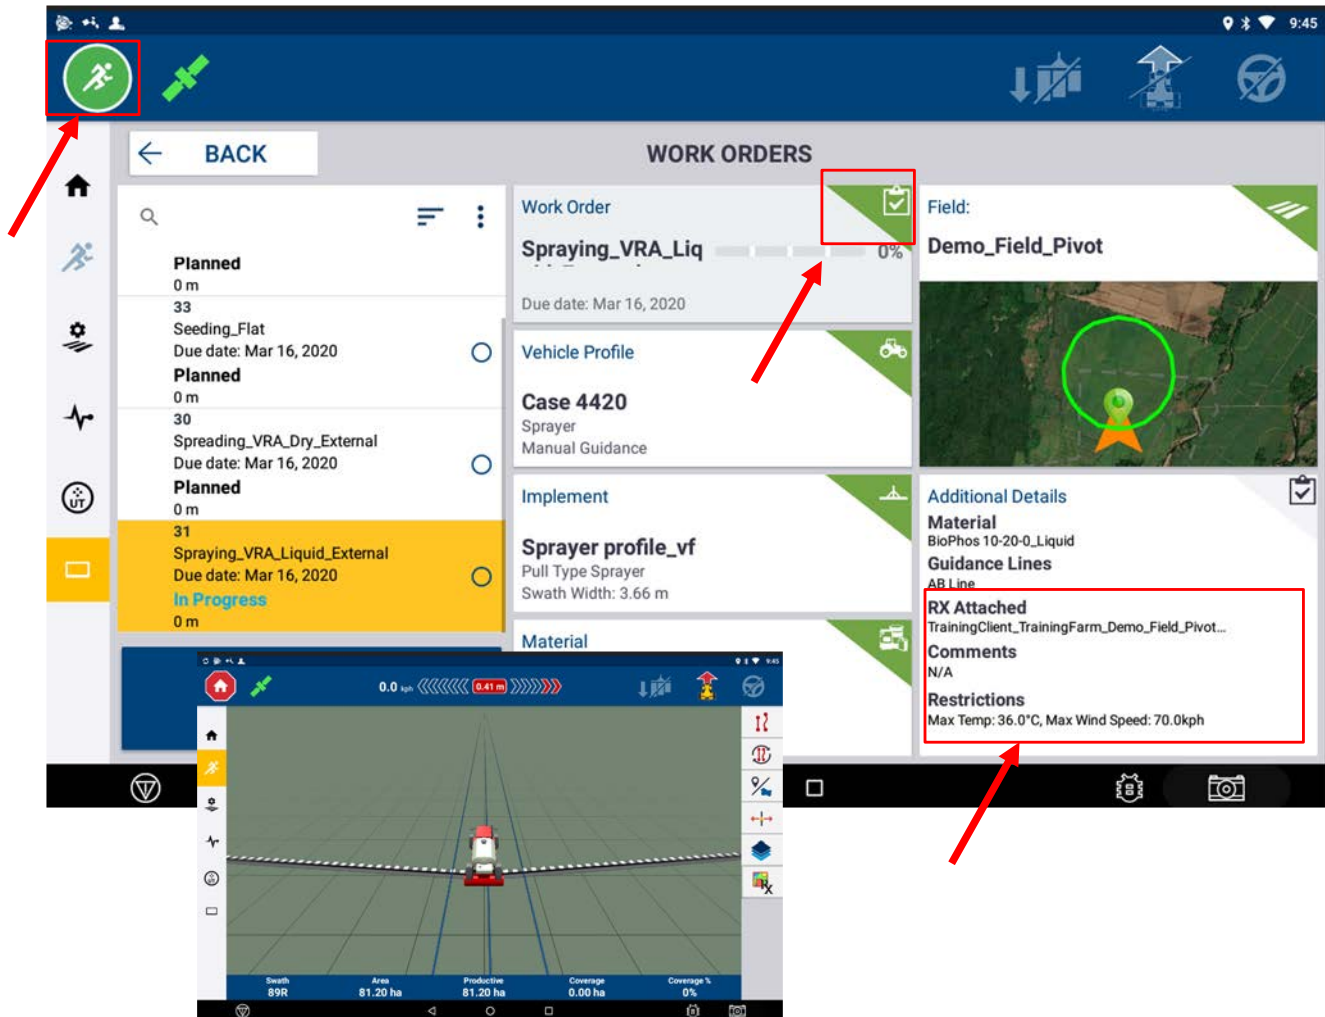 9:45
BACK
WORK ORDERS
Planned
0 m
33
Seeding_Flat
Due date: Mar 16, 2020
Planned
0 m
30
Spreading_VRA_Dry_External
Due date: Mar 16, 2020
Planned
0 m
31
Spraying_VRA_Liquid_External
Due date: Mar 16, 2020
In Progress
0 m
UT
Work Order
Spraying_VRA_Liq
0%
Due date: Mar 16, 2020
Vehicle Profile
Case 4420
Sprayer
Manual Guidance
Implement
Sprayer profile_vf
Pull Type Sprayer
Swath Width: 3.66 m
Material
Field:
Demo_Field_Pivot
Additional Details
Material
BioPhos 10-20-0_Liquid
Guidance Lines
AB Line
RX Attached
TrainingClient_TrainingFarm_Demo_Field_Pivot...
Comments
N/A
Restrictions
Max Temp: 36.0°C, Max Wind Speed: 70.0kph
9:45
0.0 kph
0.41 m
Rx
Swath
89R
Area
81.20 ha
Productive
81.20 ha
Coverage
0.00 ha
Coverage %
0%